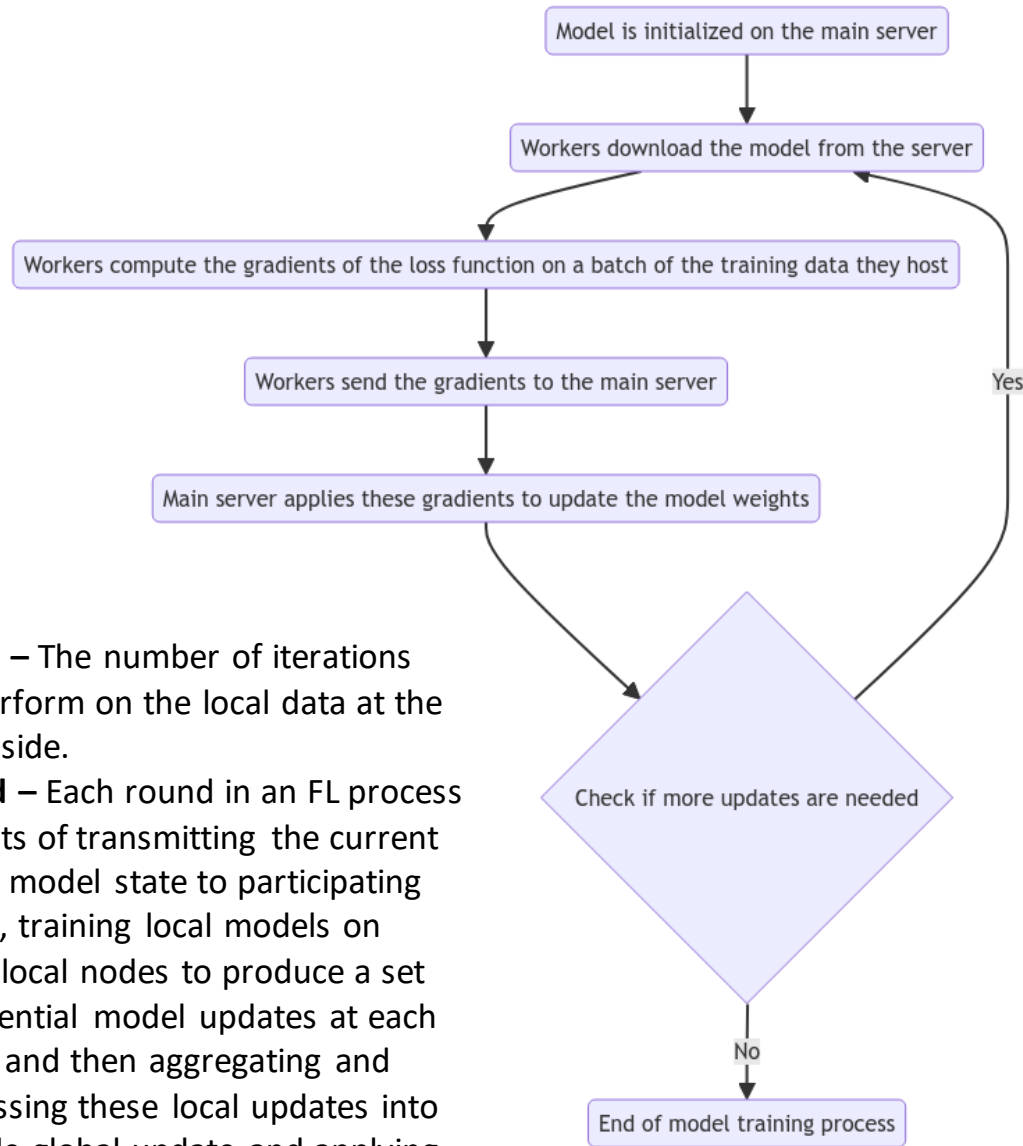 Model is initialized on the main server
Workers download the model from the server
Workers compute the gradients of the loss function on a batch of the training data they host
Workers send the gradients to the main server
Yes
Main server applies these gradients to update the model weights
– The number of iterations
rform on the local data at the
side.
d – Each round in an FL process
ts of transmitting the current
model state to participating
, training local models on
local nodes to produce a set
ential model updates at each
and then aggregating and
ssing these local updates into
global update and applying
Check if more updates are needed
No
End of model training process